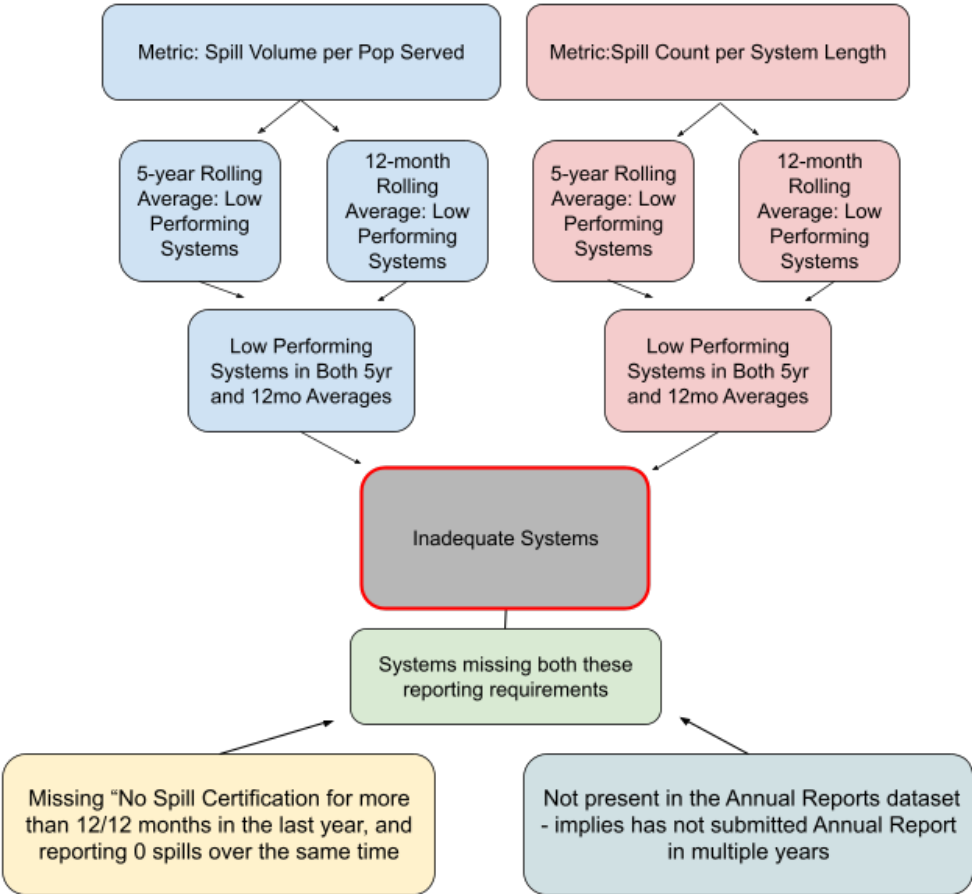 Metric: Spill Volume per Pop Served
Metric:Spill Count per System Length
5-year Rolling
Average: Low
Performing
Systems
12-month
Rolling
Average: Low
Performing
Systems
5-year Rolling
Average: Low
Performing
Systems
12-month
Rolling
Average: Low
Performing
Systems
Low Performing
Systems in Both 5yr
and 12mo Averages
Low Performing
Systems in Both 5yr
and 12mo Averages
Inadequate Systems
Systems missing both these
reporting requirements
Missing “No Spill Certification for more
than 12/12 months in the last year, and
reporting 0 spills over the same time
Not present in the Annual Reports dataset
- implies has not submitted Annual Report
in multiple years